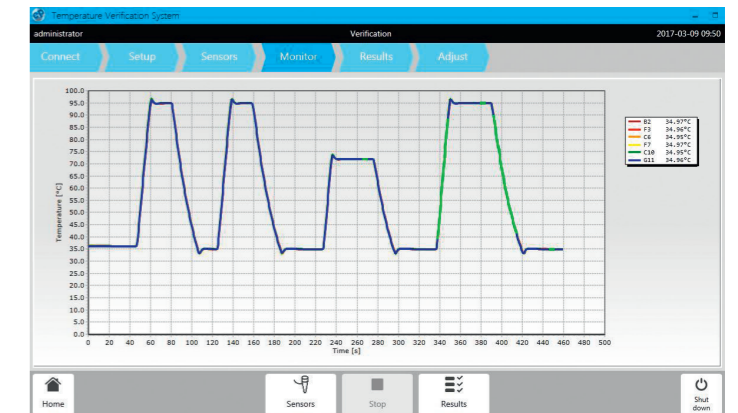 Temperature Verification System
administrator
Verification
2017-03-09 09:50
Connect
Setup
Sensors
Monitor
Results
Adjust
100.0
95.0
90.0
85.0
80.0
75.0
70.0
65.0
60.0
55.0
50.0
45.0
40.0
35.0
30.0
25.0
20.0
15.0
10.0
5.0
0.0
Temperature [°C]
0 20 40 60 80 100 120 140 160 180 200 220 240 260 280 300 320 340 360 380 400 420 440 460 480 500
Time [s]
B2 34.97°C
F3 34.96°C
C6 34.95°C
F7 34.97°C
C10 34.95°C
G11 34.96°C
Home
Sensors
Stop
Results
Shut
down